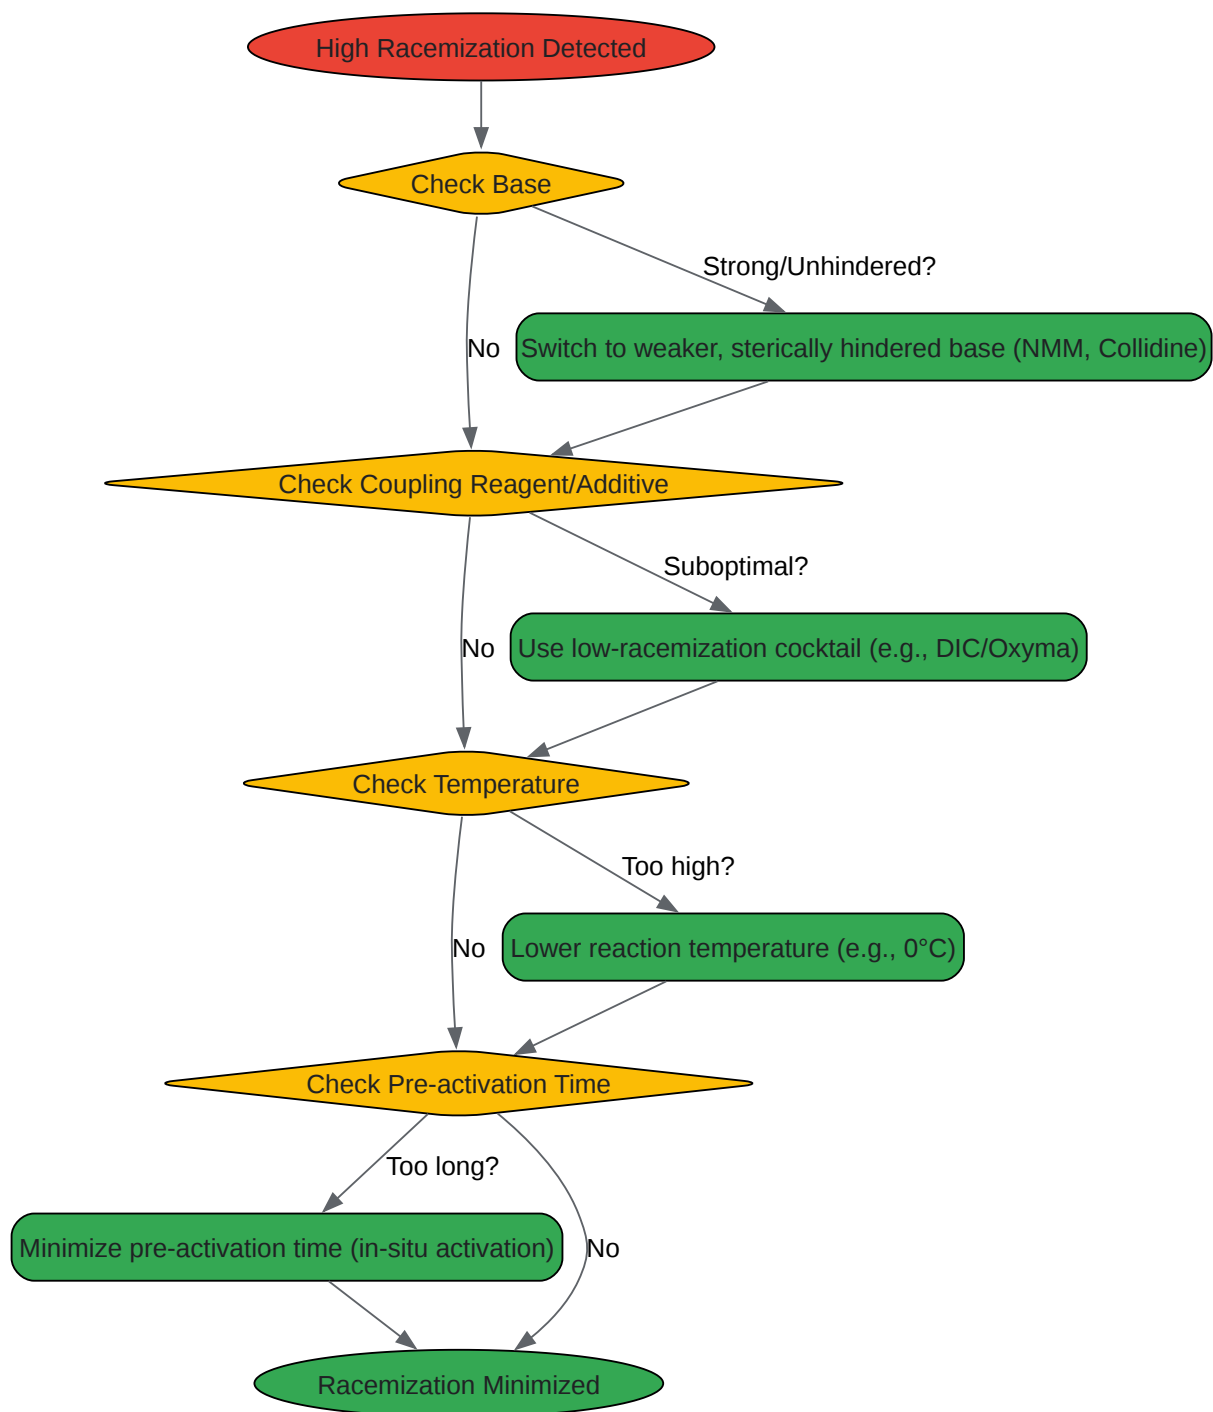 High Racemization Detected
Check Base
Strong/Unhindered?
No
Switch to weaker, sterically hindered base (NMM, Collidine)
Check Coupling Reagent/Additive
Suboptimal?
No
Use low-racemization cocktail (e.g., DIC/Oxyma)
Check Temperature
Too high?
No
Lower reaction temperature (e.g., 0°C)
Check Pre-activation Time
Too long?
Minimize pre-activation time (in-situ activation)
No
Racemization Minimized